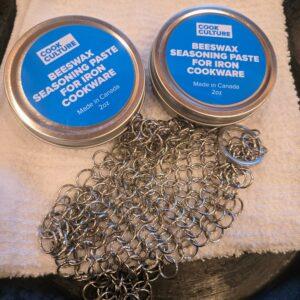 COOK
CULTURE
BEESWAX
SEASONING PASTE
FOR IRON
COOKWARE
Made in Canada
2oz
COOK
CULTURE
BEESWAX
SEASONING PASTE
FOR IRON
COOKWARE
Made in Canada
2oz